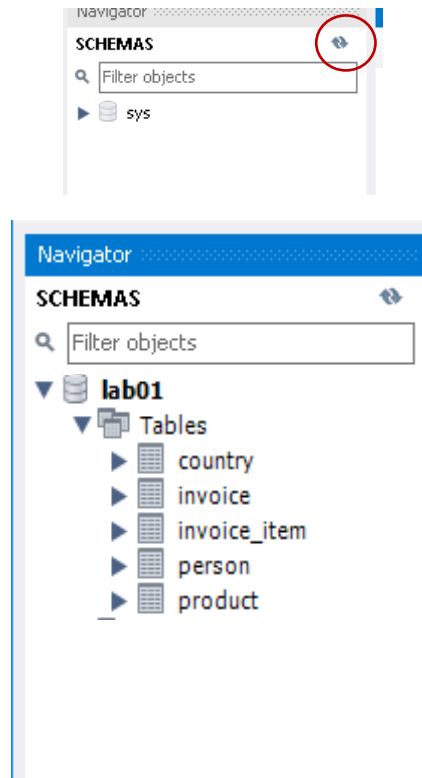 Navigator
SCHEMAS
Filter objects
sys
Navigator
SCHEMAS
Filter objects
lab01
Tables
country
invoice
invoice_item
person
product